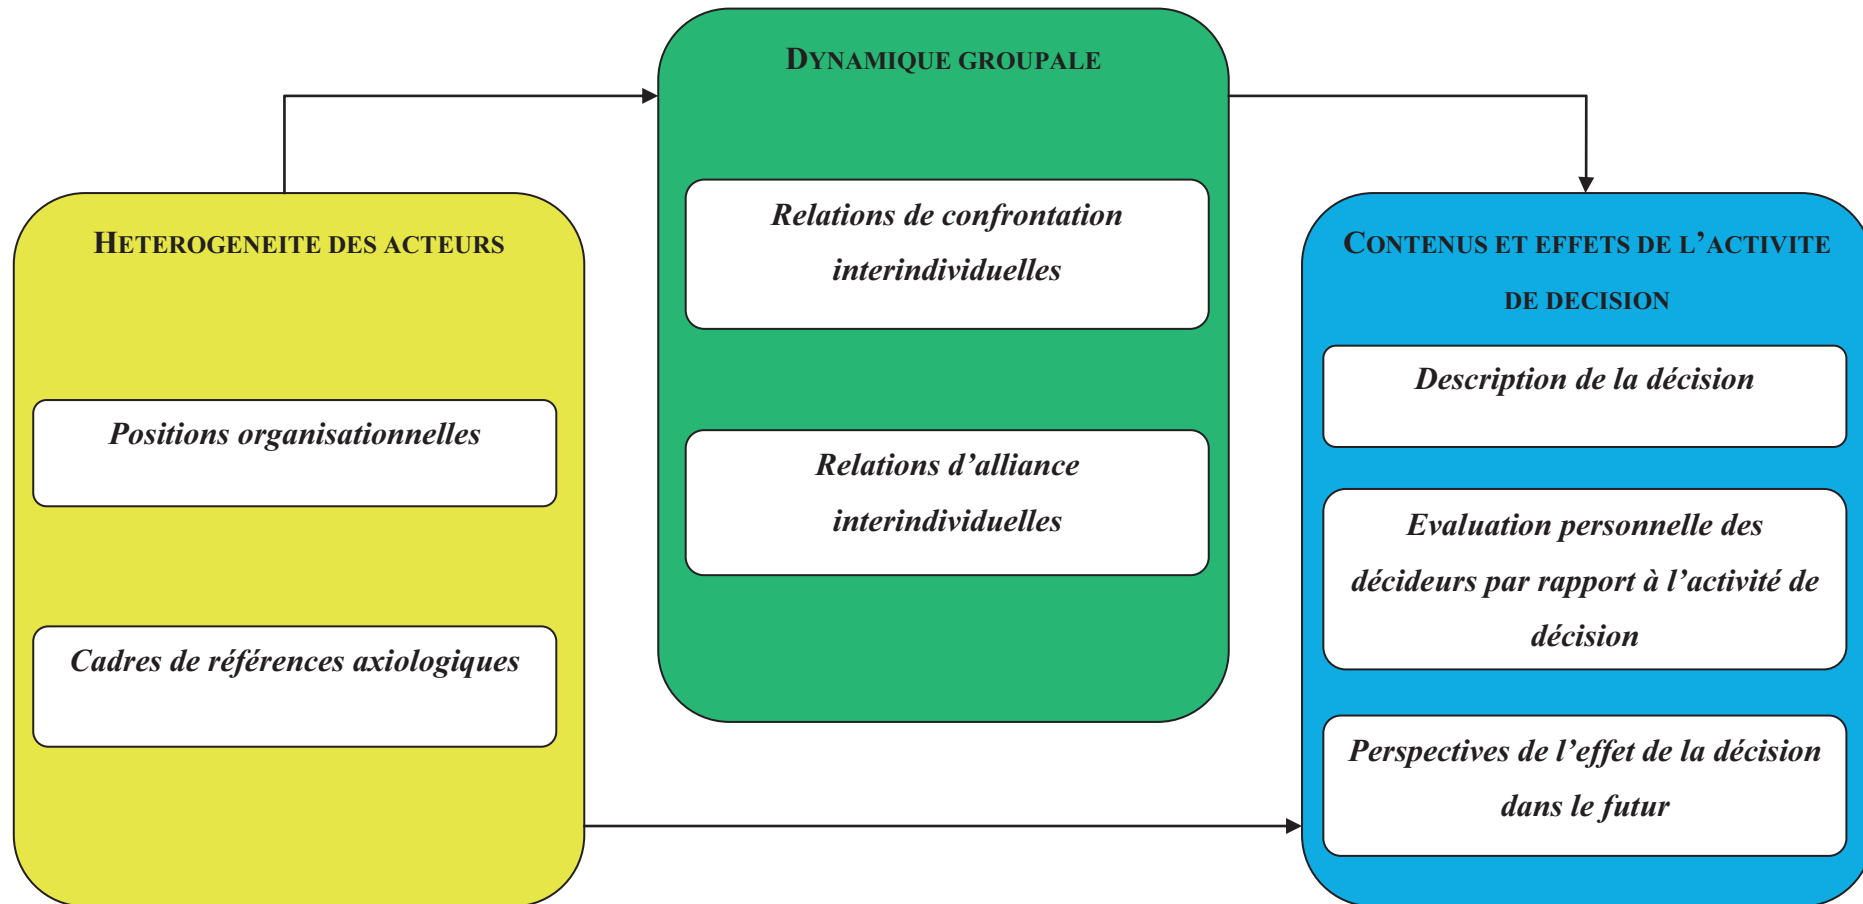 DYNAMIQUE GROUPALE
Relations de confrontation
interindividuelles
Relations d’alliance
interindividuelles
HETEROGENEITE DES ACTEURS
Positions organisationnelles
Cadres de références axiologiques
CONTENUS ET EFFETS DE L’ACTIVITE
DE DECISION
Description de la décision
Evaluation personnelle des
décideurs par rapport à l’activité de
décision
Perspectives de l’effet de la décision
dans le futur